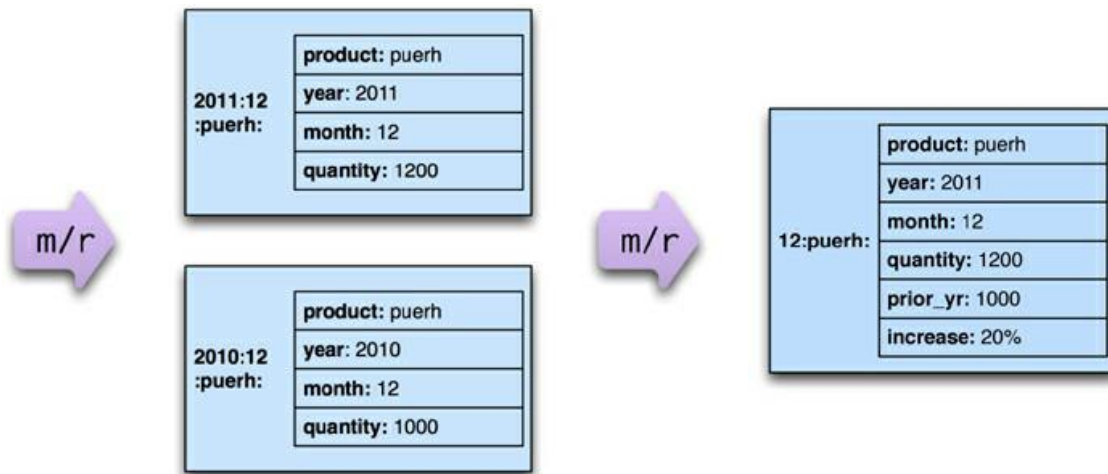 m/r
2011:12
:puerh:
product: puerh
year: 2011
month: 12
quantity: 1200
2010:12
:puerh:
product: puerh
year: 2010
month: 12
quantity: 1000
m/r
12:puerh:
product: puerh
year: 2011
month: 12
quantity: 1200
prior_yr: 1000
increase: 20%